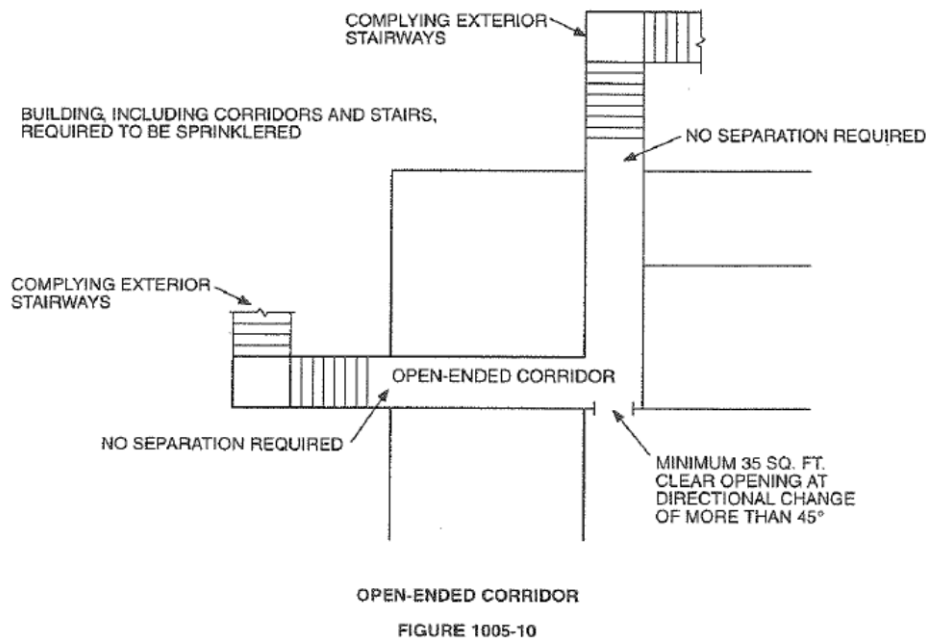 COMPLYING EXTERIOR
STAIRWAYS
BUILDING, INCLUDING CORRIDORS AND STAIRS,
REQUIRED TO BE SPRINKLERED
NO SEPARATION REQUIRED
COMPLYING EXTERIOR
STAIRWAYS
OPEN-ENDED CORRIDOR
NO SEPARATION REQUIRED
MINIMUM 35 SQ. FT.
CLEAR OPENING AT
DIRECTIONAL CHANGE
OF MORE THAN 45°
OPEN-ENDED CORRIDOR
FIGURE 1005-10